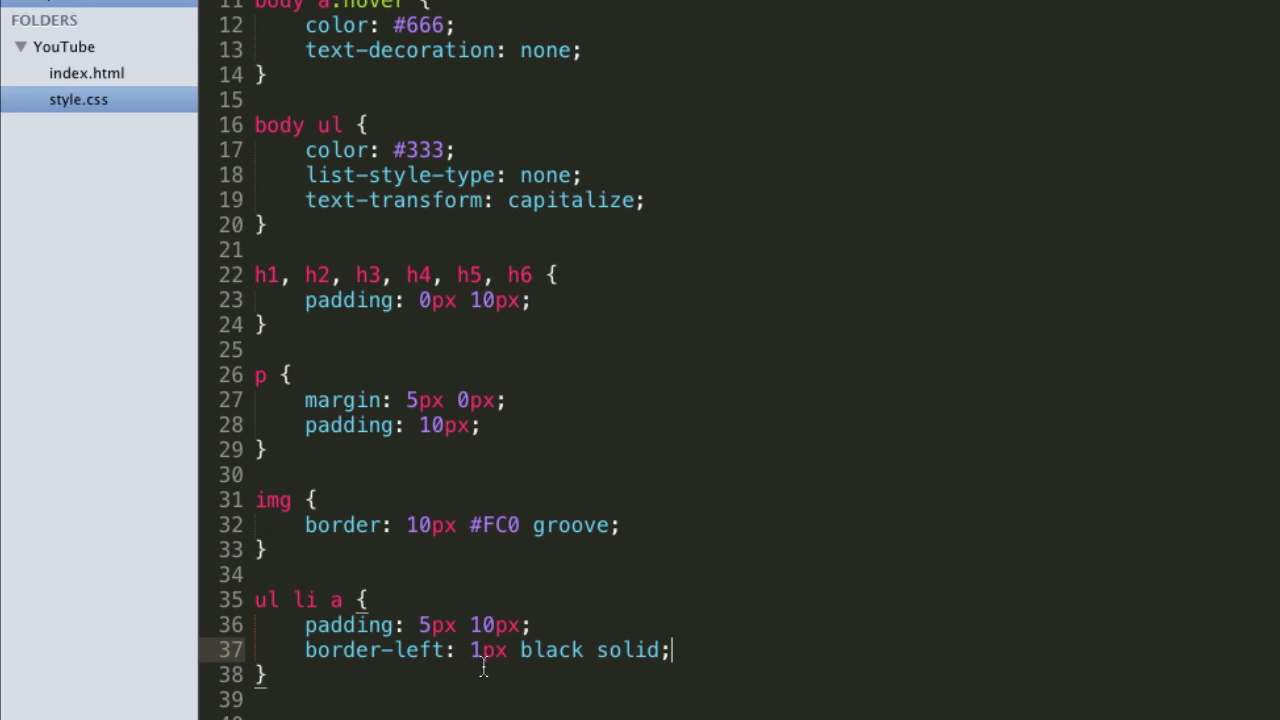 FOLDERS
YouTube
index.html
style.css
11 body a:hover {
12 color: #666;
13 text-decoration: none;
14 }
15
16 body ul {
17 color: #333;
18 list-style-type: none;
19 text-transform: capitalize;
20 }
21
22 h1, h2, h3, h4, h5, h6 {
23 padding: 0px 10px;
24 }
25
26 p {
27 margin: 5px 0px;
28 padding: 10px;
29 }
30
31 img {
32 border: 10px #FC0 groove;
33 }
34
35 ul li a {
36 padding: 5px 10px;
37 border-left: 1px black solid;
38 }
39